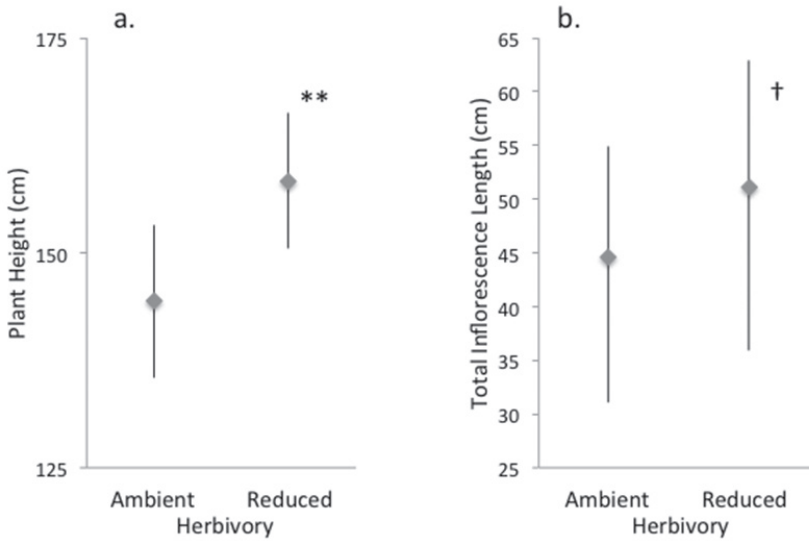 a.
Plant Height (cm)
175
150
125
**
Ambient Reduced
Herbivory
b.
Total Inflorescence Length (cm)
65
60
55
50
45
40
35
30
25
†
Ambient Reduced
Herbivory